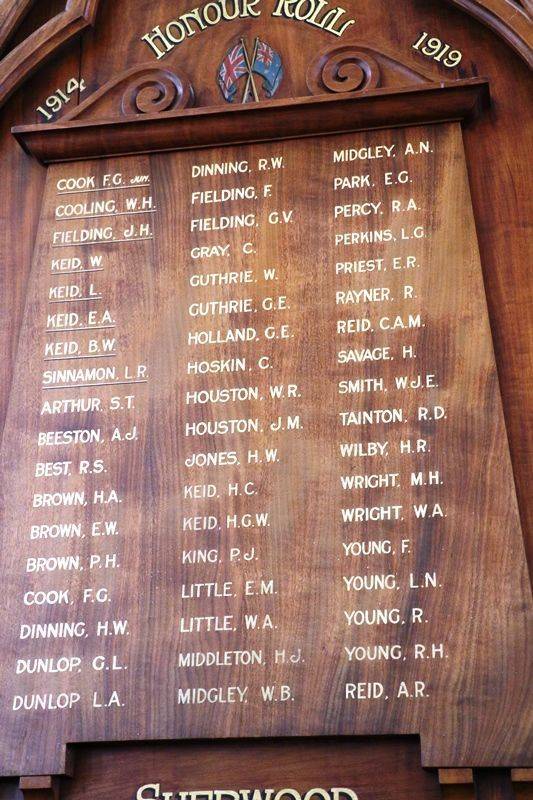 HONOUR ROLL
1914
1919
COOK F.G. JUN.
COOLING, W.H.
FIELDING, J.H.
KEID, W.
KEID, L.
KEID, E.A.
KEID, B.W.
SINNAMON, L.R.
ARTHUR, S.T.
BEESTON, A.J.
BEST, R.S.
BROWN, H.A.
BROWN, E.W.
BROWN, P.H.
COOK, F.G.
DINNING, H.W.
DUNLOP, G.L.
DUNLOP L.A.
DINNING, R.W.
FIELDING, F.
FIELDING, G.V.
GRAY, C.
GUTHRIE, W.
GUTHRIE, G.E.
HOLLAND, G.E.
HOSKIN, C.
HOUSTON, W.R.
HOUSTON, J.M.
JONES, H.W.
KEID, H.C.
KEID, H.G.W.
KING, P.J.
LITTLE, E.M.
LITTLE, W.A.
MIDDLETON, H.J.
MIDGLEY, W.B.
MIDGLEY, A.N.
PARK, E.G.
PERCY, R.A.
PERKINS, L.G.
PRIEST, E.R.
RAYNER, R.
REID, C.A.M.
SAVAGE, H.
SMITH, W.J.E.
TAINTON, R.D.
WILBY, H.R.
WRIGHT, M.H.
WRIGHT, W.A.
YOUNG, F.
YOUNG, L.N.
YOUNG, R.
YOUNG, R.H.
REID, A.R.
SHERWOOD